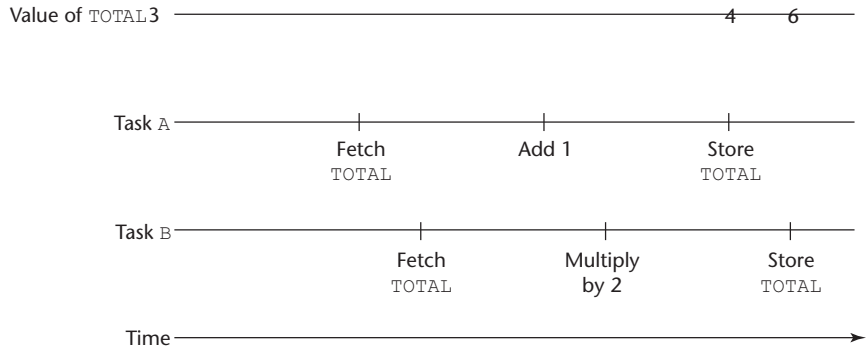 Value of TOTAL 3 4 6
Task A
Fetch TOTAL
Add 1
Store TOTAL
Task B
Fetch TOTAL
Multiply by 2
Store TOTAL
Time